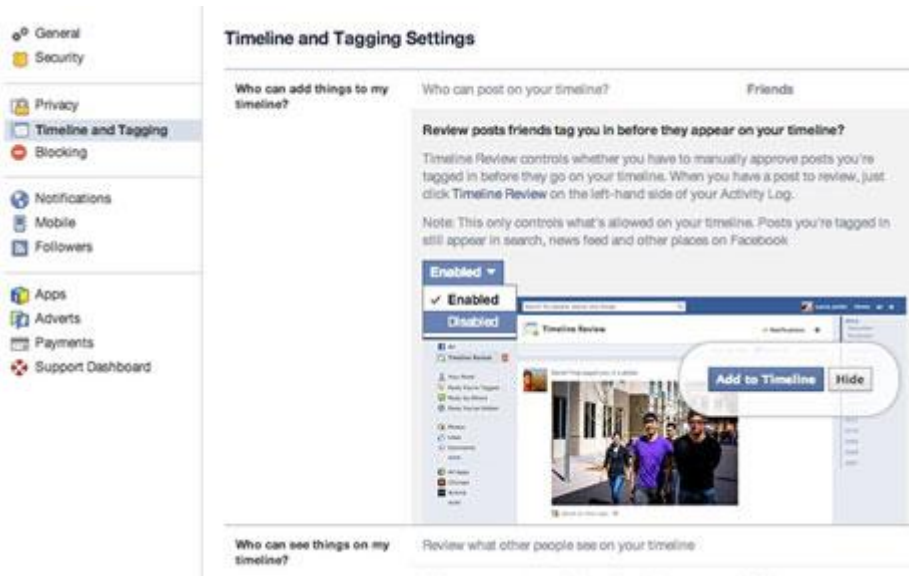 General
Security
Privacy
Timeline and Tagging
Blocking
Notifications
Mobile
Followers
Apps
Adverts
Payments
Support Dashboard
Timeline and Tagging Settings
Who can add things to my
timeline?
Who can post on your timeline?
Friends
Review posts friends tag you in before they appear on your timeline?
Timeline Review controls whether you have to manually approve posts you're
tagged in before they go on your timeline. When you have a post to review, just
click Timeline Review on the left-hand side of your Activity Log.
Note: This only controls what's allowed on your timeline. Posts you're tagged in
still appear in search, news feed and other places on Facebook
Enabled
Enabled
Disabled
Timeline Review
Timeline Review
Add to Timeline
Hide
Who can see things on my
timeline?
Review what other people see on your timeline